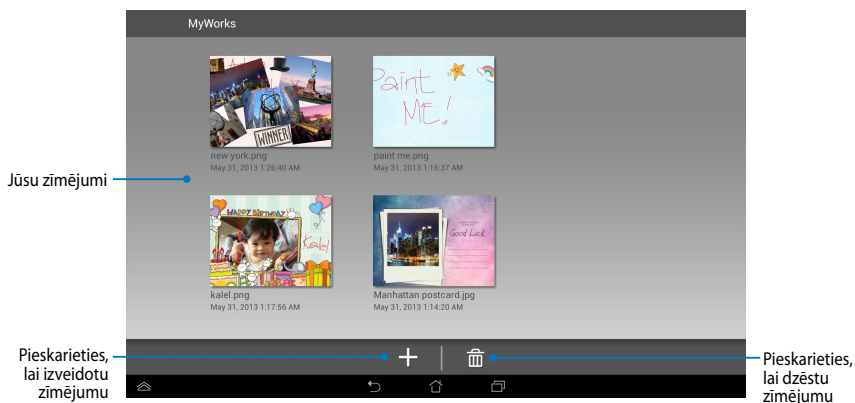 MyWorks
WINNER!
Paint
ME!
new york.png
May 31, 2013 1:26:40 AM
paint me.png
May 31, 2013 1:16:37 AM
Jūsu zīmējumi
HAPPY BIRTHDAY
Kalel
Good Luck
kalel.png
May 31, 2013 1:17:56 AM
Manhattan postcard.jpg
May 31, 2013 1:14:20 AM
Pieskarieties,
lai izveidotu
zīmējumu
Pieskarieties,
lai dzēstu
zīmējumu